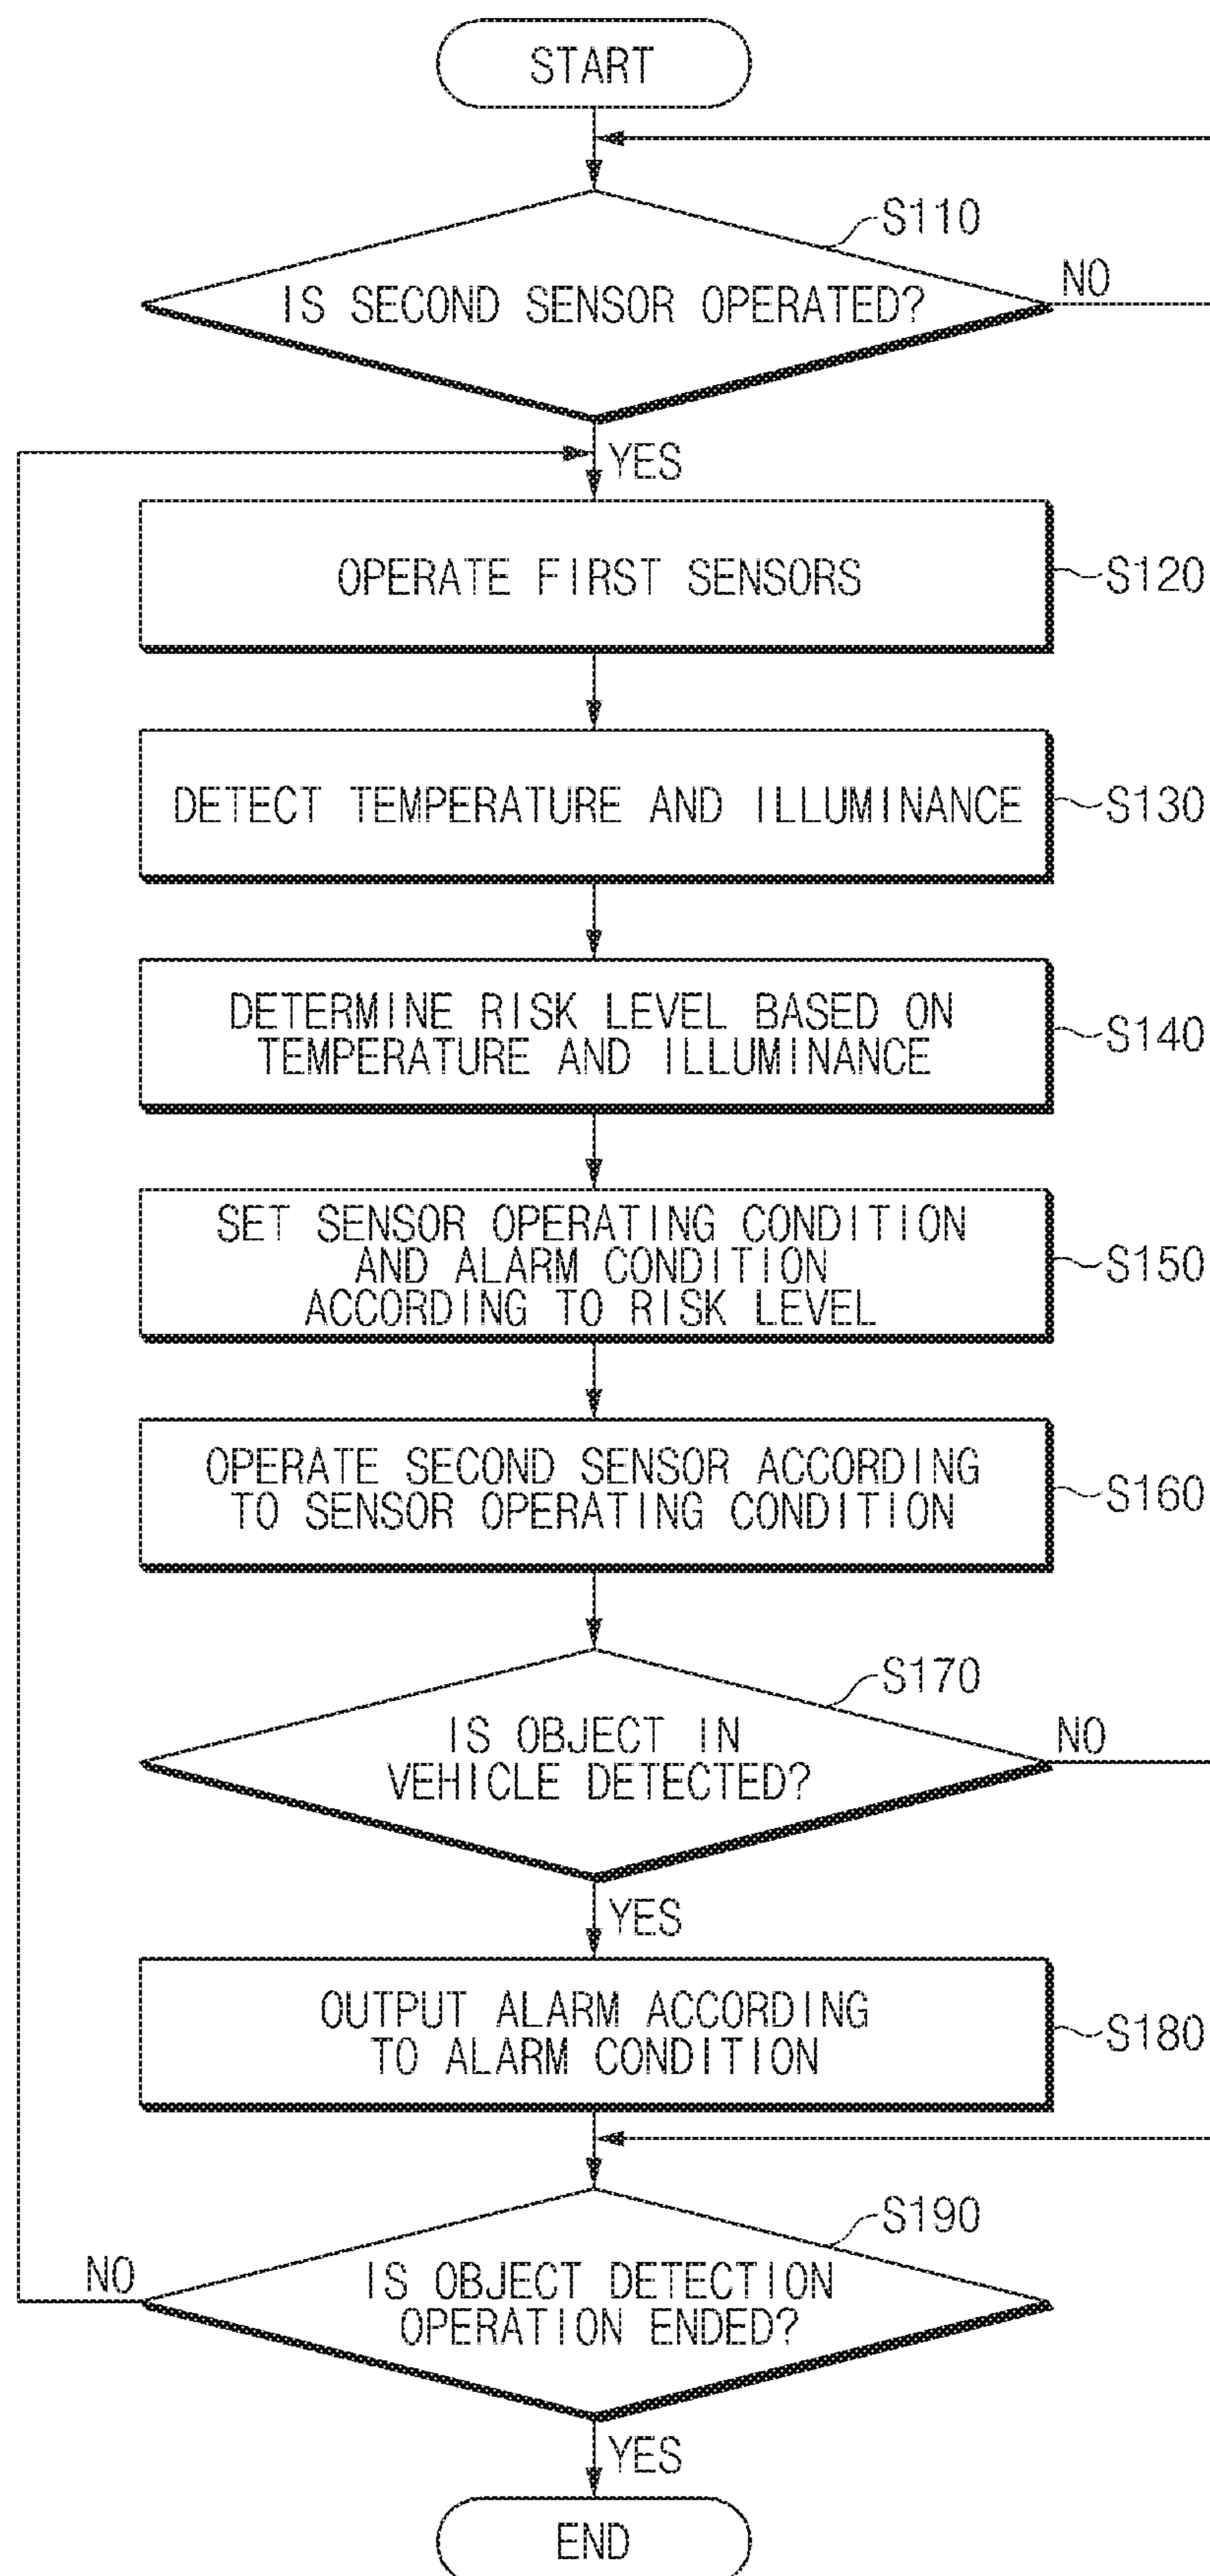 START
S110
IS SECOND SENSOR OPERATED?
NO
YES
OPERATE FIRST SENSORS
S120
DETECT TEMPERATURE AND ILLUMINANCE
S130
DETERMINE RISK LEVEL BASED ON
TEMPERATURE AND ILLUMINANCE
S140
SET SENSOR OPERATING CONDITION
AND ALARM CONDITION
ACCORDING TO RISK LEVEL
S150
OPERATE SECOND SENSOR ACCORDING
TO SENSOR OPERATING CONDITION
S160
S170
IS OBJECT IN
VEHICLE DETECTED?
NO
YES
OUTPUT ALARM ACCORDING
TO ALARM CONDITION
S180
S190
NO
IS OBJECT DETECTION
OPERATION ENDED?
YES
END